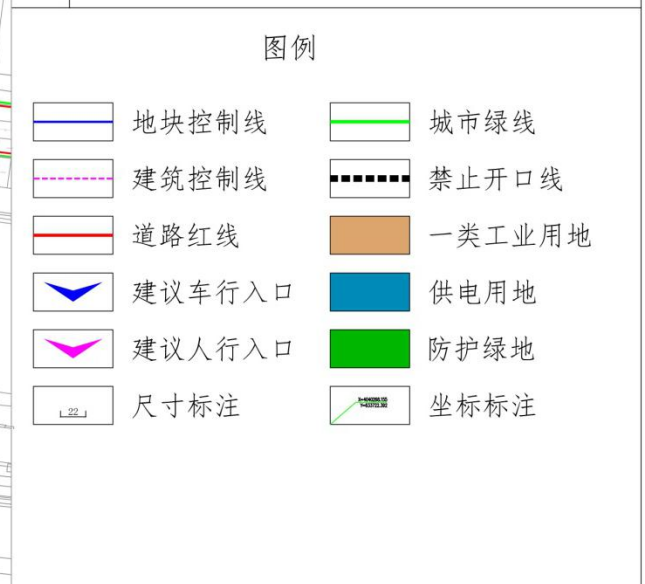 图例
地块控制线 城市绿线
建筑控制线 禁止开口线
道路红线 一类工业用地
建议车行入口 供电用地
建议人行入口 防护绿地
22 尺寸标注 坐标标注